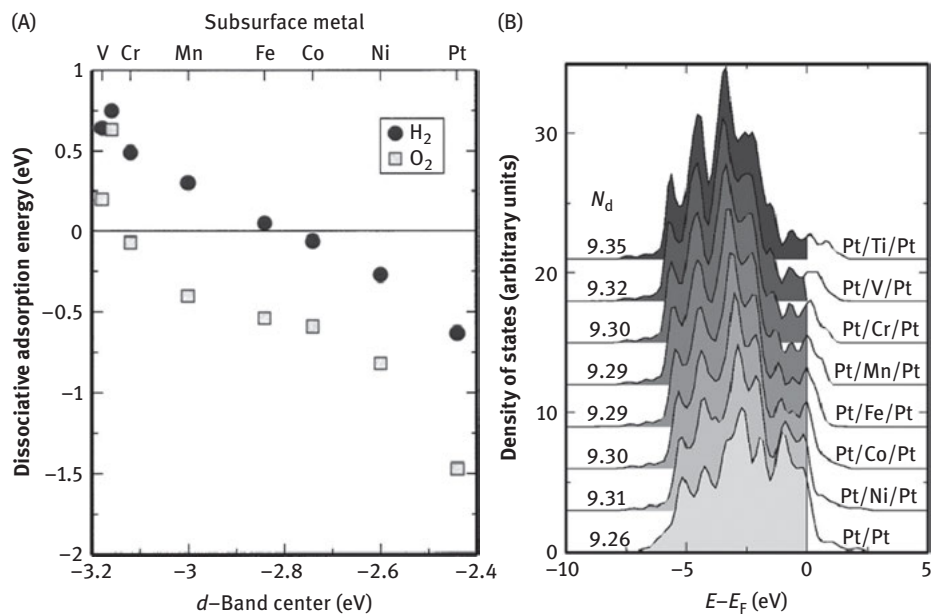 (A)
Subsurface metal
V Cr Mn Fe Co Ni Pt
1
0.5
0
−0.5
−1
−1.5
−2
Dissociative adsorption energy (eV)
H2
O2
−3.2 −3 −2.8 −2.6 −2.4
d–Band center (eV)
(B)
Density of states (arbitrary units)
30
20
10
0
Nd
9.35 Pt/Ti/Pt
9.32 Pt/V/Pt
9.30 Pt/Cr/Pt
9.29 Pt/Mn/Pt
9.29 Pt/Fe/Pt
9.30 Pt/Co/Pt
9.31 Pt/Ni/Pt
9.26 Pt/Pt
−10 −5 0 5
E–EF (eV)